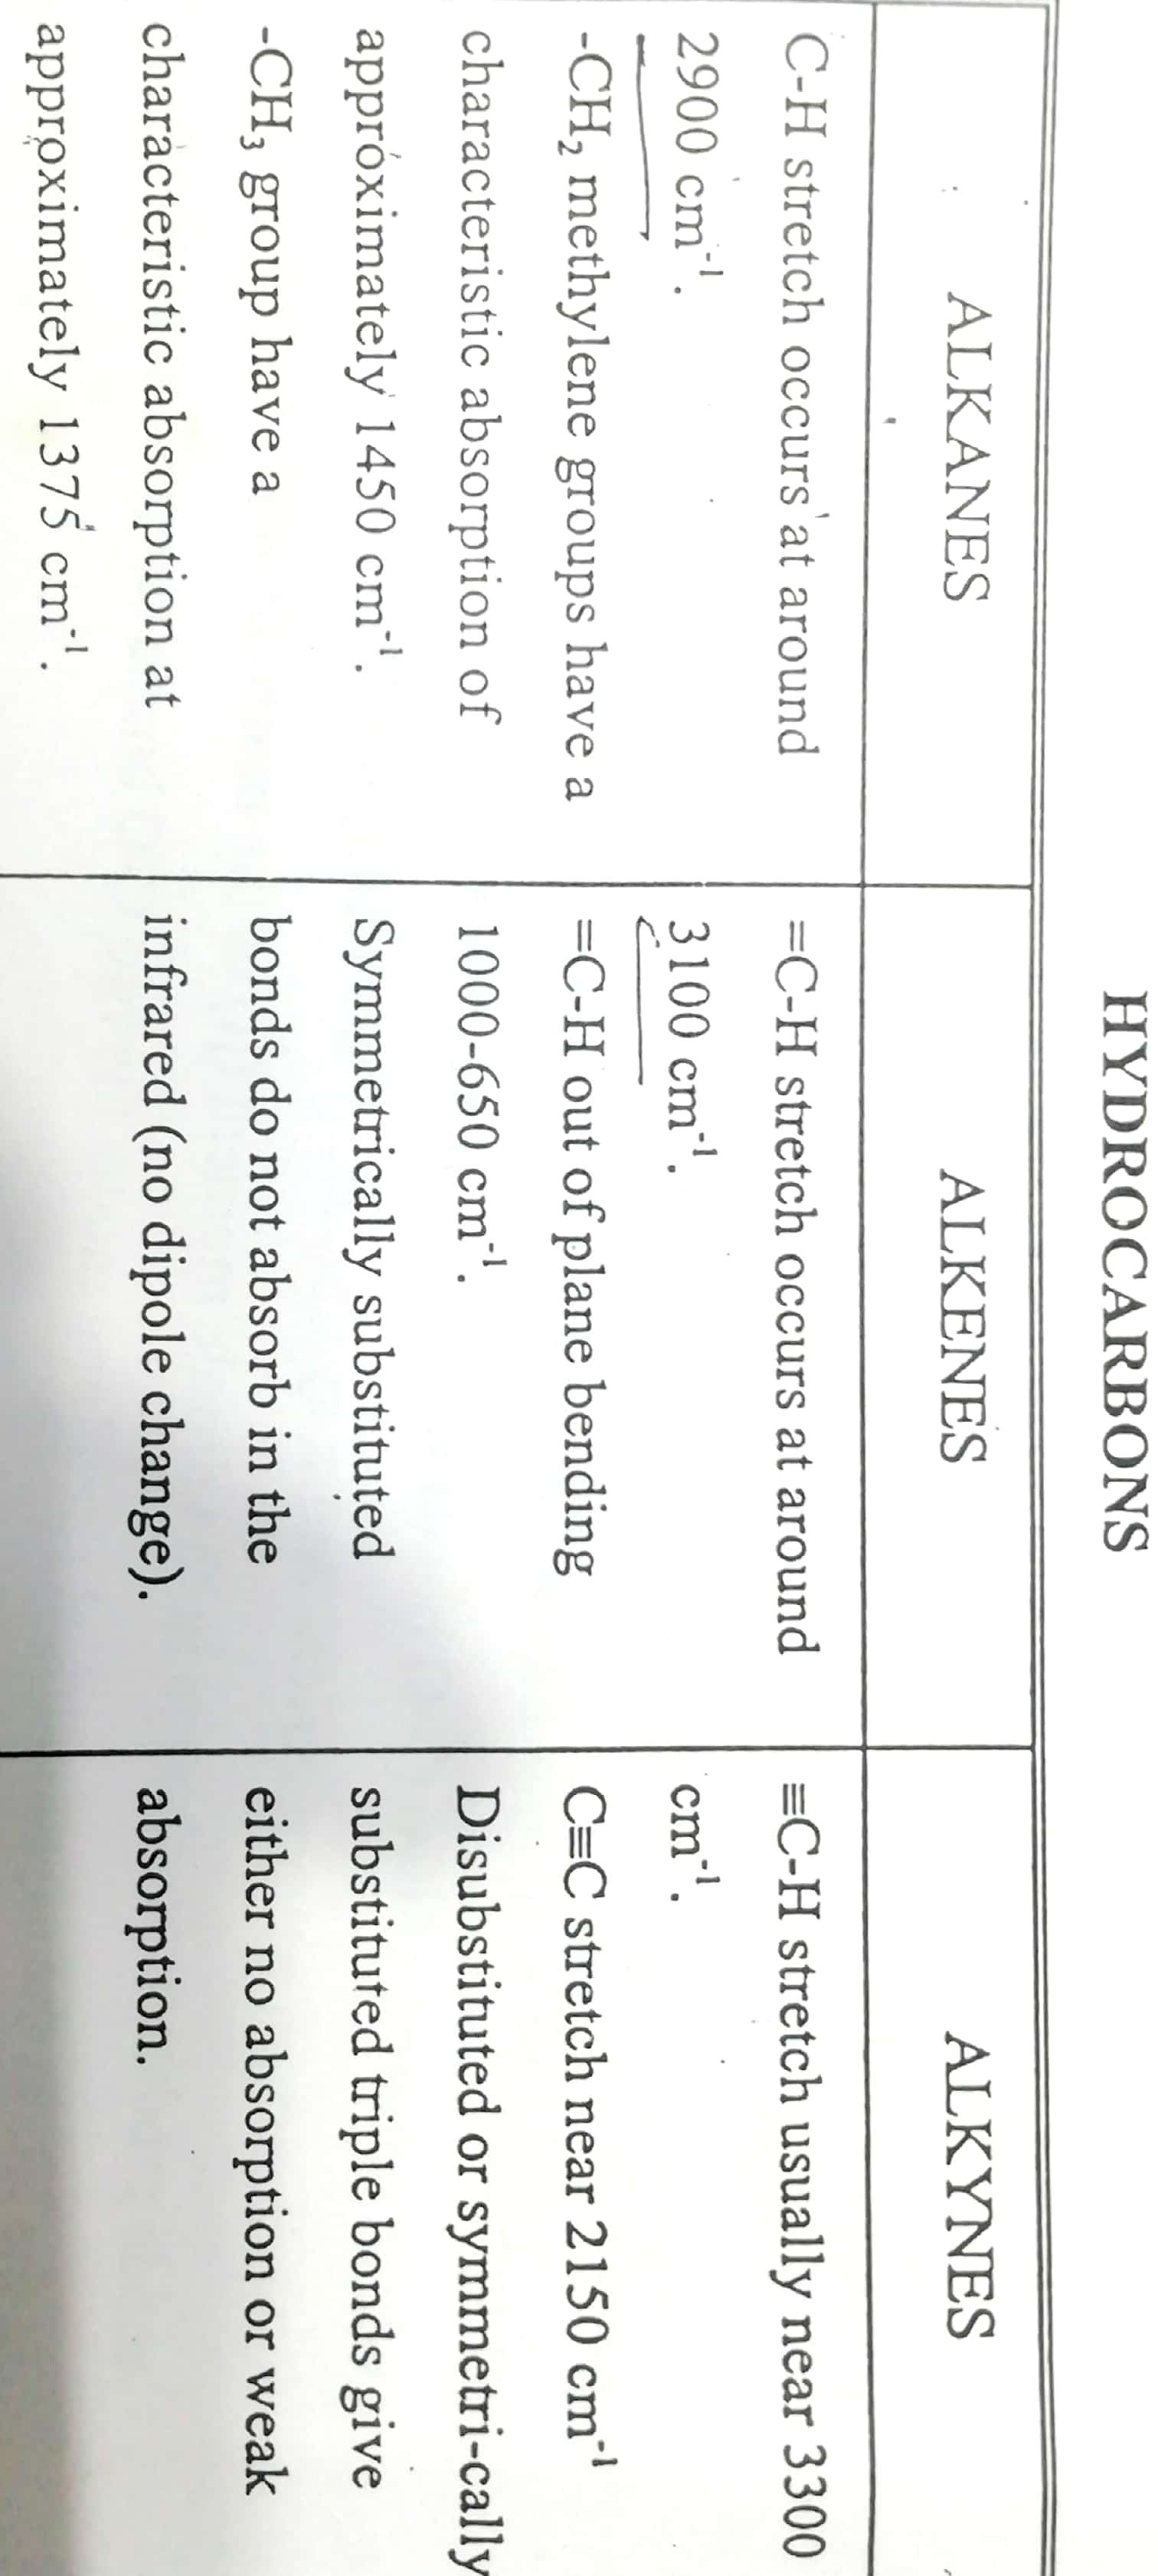 HYDROCARBONS
ALKANES
C-H stretch occurs at around
2900 cm⁻¹.
-CH₂ methylene groups have a
characteristic absorption of
approximately 1450 cm⁻¹.
-CH₃ group have a
characteristic absorption at
approximately 1375 cm⁻¹.
ALKENES
=C-H stretch occurs at around
3100 cm⁻¹.
=C-H out of plane bending
1000-650 cm⁻¹.
Symmetrically substituted
bonds do not absorb in the
infrared (no dipole change).
ALKYNES
≡C-H stretch usually near 3300
cm⁻¹.
C≡C stretch near 2150 cm⁻¹
Disubstituted or symmetri-cally
substituted triple bonds give
either no absorption or weak
absorption.